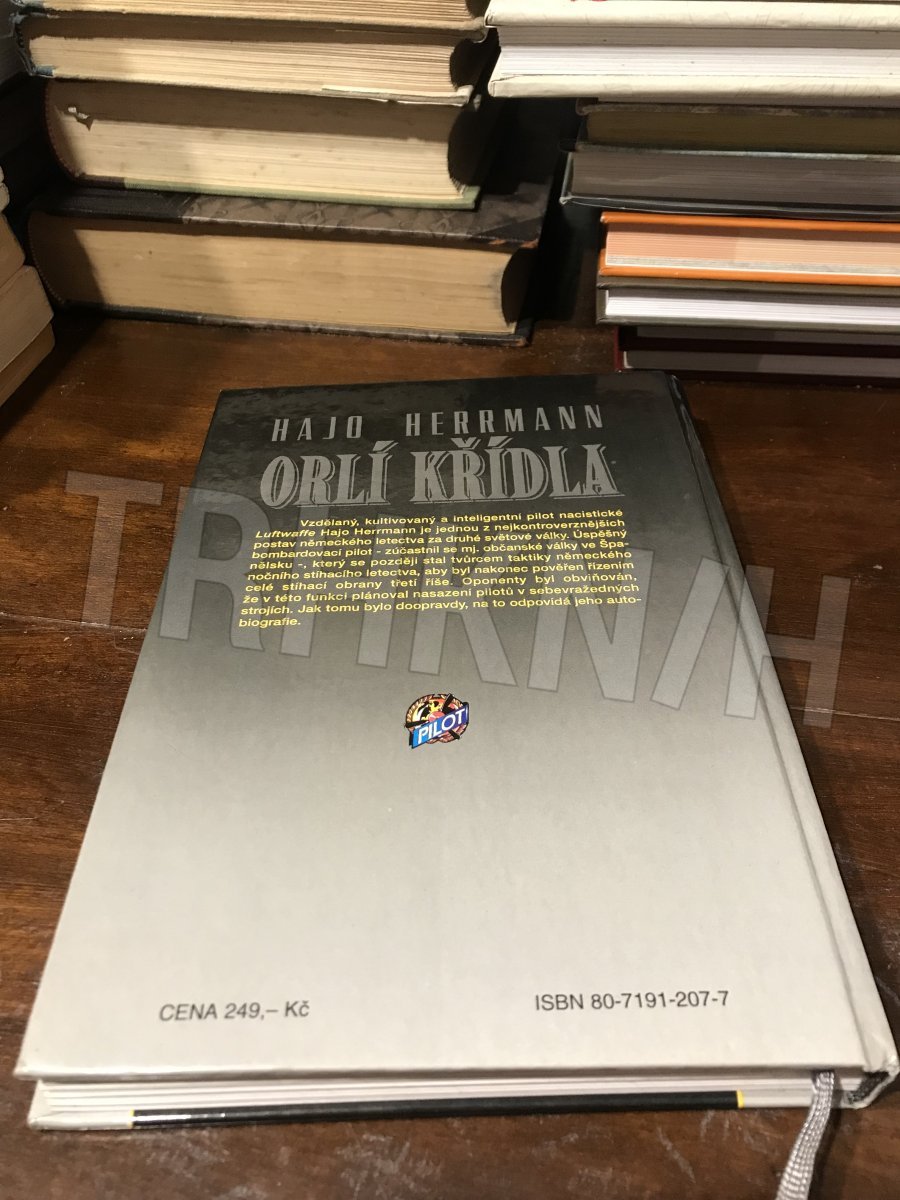 HAJO HERRMANN
ORLÍ KŘÍDLA
Vzdělaný, kultivovaný a inteligentní pilot nacistické
Luftwaffe Hajo Herrmann je jednou z nejkontroverznějších
postav německého letectva za druhé světové války. Úspěšný
bombardovací pilot - zúčastnil se mj. občanské války ve Špa-
nělsku -, který se později stal tvůrcem taktiky německého
nočního stíhacího letectva, aby byl nakonec pověřen řízením
celé stíhací obrany třetí říše. Oponenty byl obviňován,
že v této funkci plánoval nasazení pilotů v sebevražedných
strojích. Jak tomu bylo doopravdy, na to odpovídá jeho auto-
biografie.
PILOT
CENA 249,– Kč
ISBN 80-7191-207-7